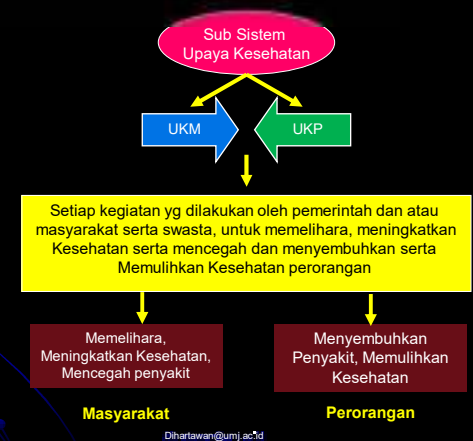 Sub Sistem
Upaya Kesehatan
UKM
UKP
Setiap kegiatan yg dilakukan oleh pemerintah dan atau
masyarakat serta swasta, untuk memelihara, meningkatkan
Kesehatan serta mencegah dan menyembuhkan serta
Memulihkan Kesehatan perorangan
Memelihara,
Meningkatkan Kesehatan,
Mencegah penyakit
Menyembuhkan
Penyakit, Memulihkan
Kesehatan
Masyarakat
Perorangan
Dihartawan@umj.ac.id